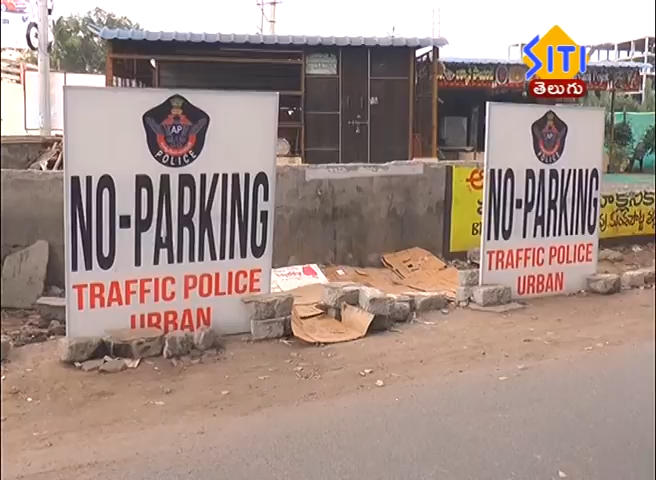 SITI
తెలుగు
AP
POLICE
NO-PARKING
TRAFFIC POLICE
URBAN
AP
POLICE
NO-PARKING
TRAFFIC POLICE
URBAN